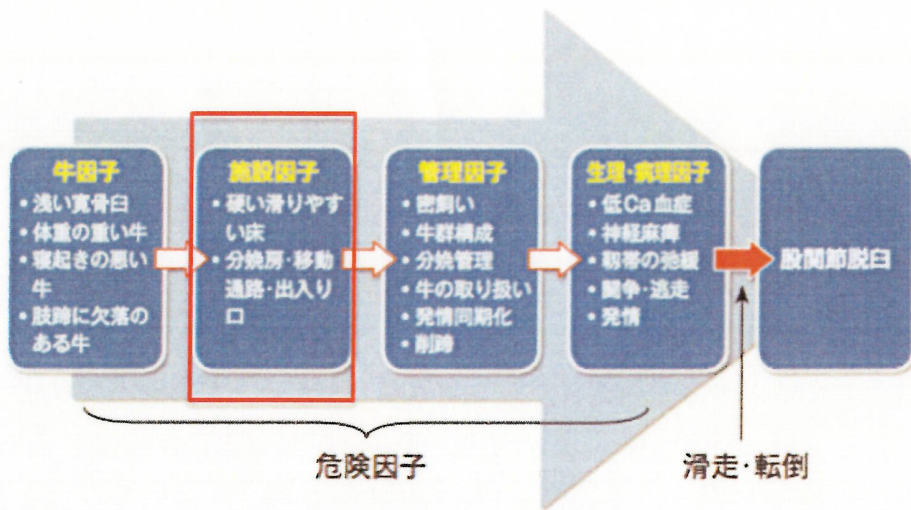 牛因子
• 浅い寛骨臼
• 体重の重い牛
• 寝起きの悪い
牛
• 肢蹄に欠落の
ある牛
施設因子
• 硬い滑りやす
い床
• 分娩房・移動
通路・出入り
口
管理因子
• 密飼い
• 牛群構成
• 分娩管理
• 牛の取り扱い
• 発情同期化
• 削蹄
生理・病理因子
• 低Ca血症
• 神経麻痺
• 靱帯の弛緩
• 闘争・逃走
• 発情
股関節脱臼
危険因子
滑走・転倒